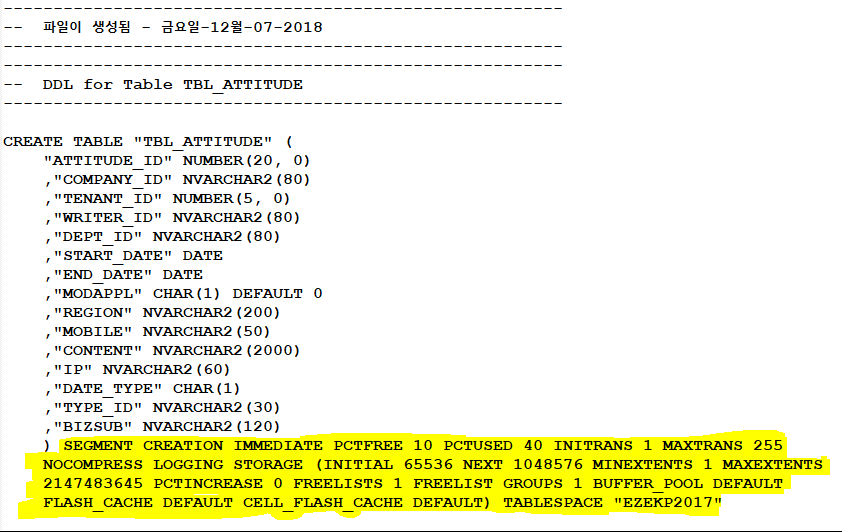 --------------------------------------------------------
--  파일이 생성됨 - 금요일-12월-07-2018
--------------------------------------------------------
--------------------------------------------------------
--  DDL for Table TBL_ATTITUDE
--------------------------------------------------------
CREATE TABLE "TBL_ATTITUDE" (
"ATTITUDE_ID" NUMBER(20, 0)
,"COMPANY_ID" NVARCHAR2(80)
,"TENANT_ID" NUMBER(5, 0)
,"WRITER_ID" NVARCHAR2(80)
,"DEPT_ID" NVARCHAR2(80)
,"START_DATE" DATE
,"END_DATE" DATE
,"MODAPPL" CHAR(1) DEFAULT 0
,"REGION" NVARCHAR2(200)
,"MOBILE" NVARCHAR2(50)
,"CONTENT" NVARCHAR2(2000)
,"IP" NVARCHAR2(60)
,"DATE_TYPE" CHAR(1)
,"TYPE_ID" NVARCHAR2(30)
,"BIZSUB" NVARCHAR2(120)
) SEGMENT CREATION IMMEDIATE PCTFREE 10 PCTUSED 40 INITRANS 1 MAXTRANS 255
NOCOMPRESS LOGGING STORAGE (INITIAL 65536 NEXT 1048576 MINEXTENTS 1 MAXEXTENTS
2147483645 PCTINCREASE 0 FREELISTS 1 FREELIST GROUPS 1 BUFFER_POOL DEFAULT
FLASH_CACHE DEFAULT CELL_FLASH_CACHE DEFAULT) TABLESPACE "EZEKP2017"